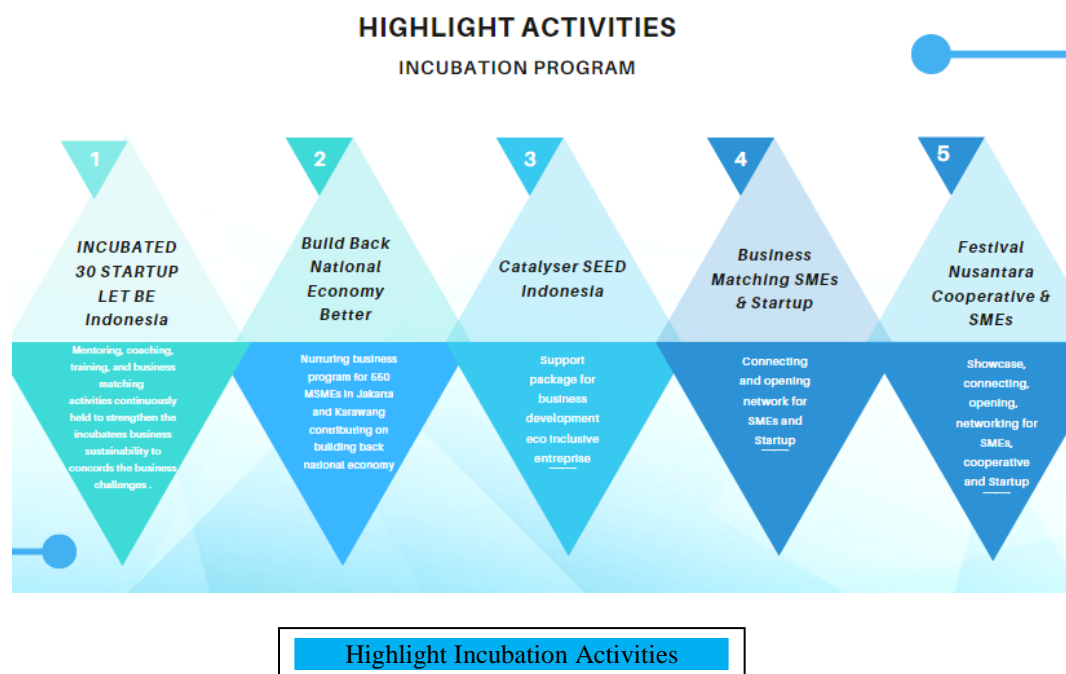 HIGHLIGHT ACTIVITIES
INCUBATION PROGRAM
1
INCUBATED
30 STARTUP
LET BE
Indonesia
Mentoring, coaching,
training, and business
matching
activities continuously
held to strengthen the
incubatees business
sustainability to
concords the business
challenges .
2
Build Back
National
Economy
Better
Nurturing business
program for 550
MSMEs in Jakarta
and Karawang
contributing on
building back
national economy
3
Catalyser SEED
Indonesia
Support
package for
business
development
eco inclusive
entreprise
4
Business
Matching SMEs
& Startup
Connecting
and opening
network for
SMEs and
Startup
5
Festival
Nusantara
Cooperative &
SMEs
Showcase,
connecting,
opening,
networking for
SMEs,
cooperative
and Startup
Highlight Incubation Activities